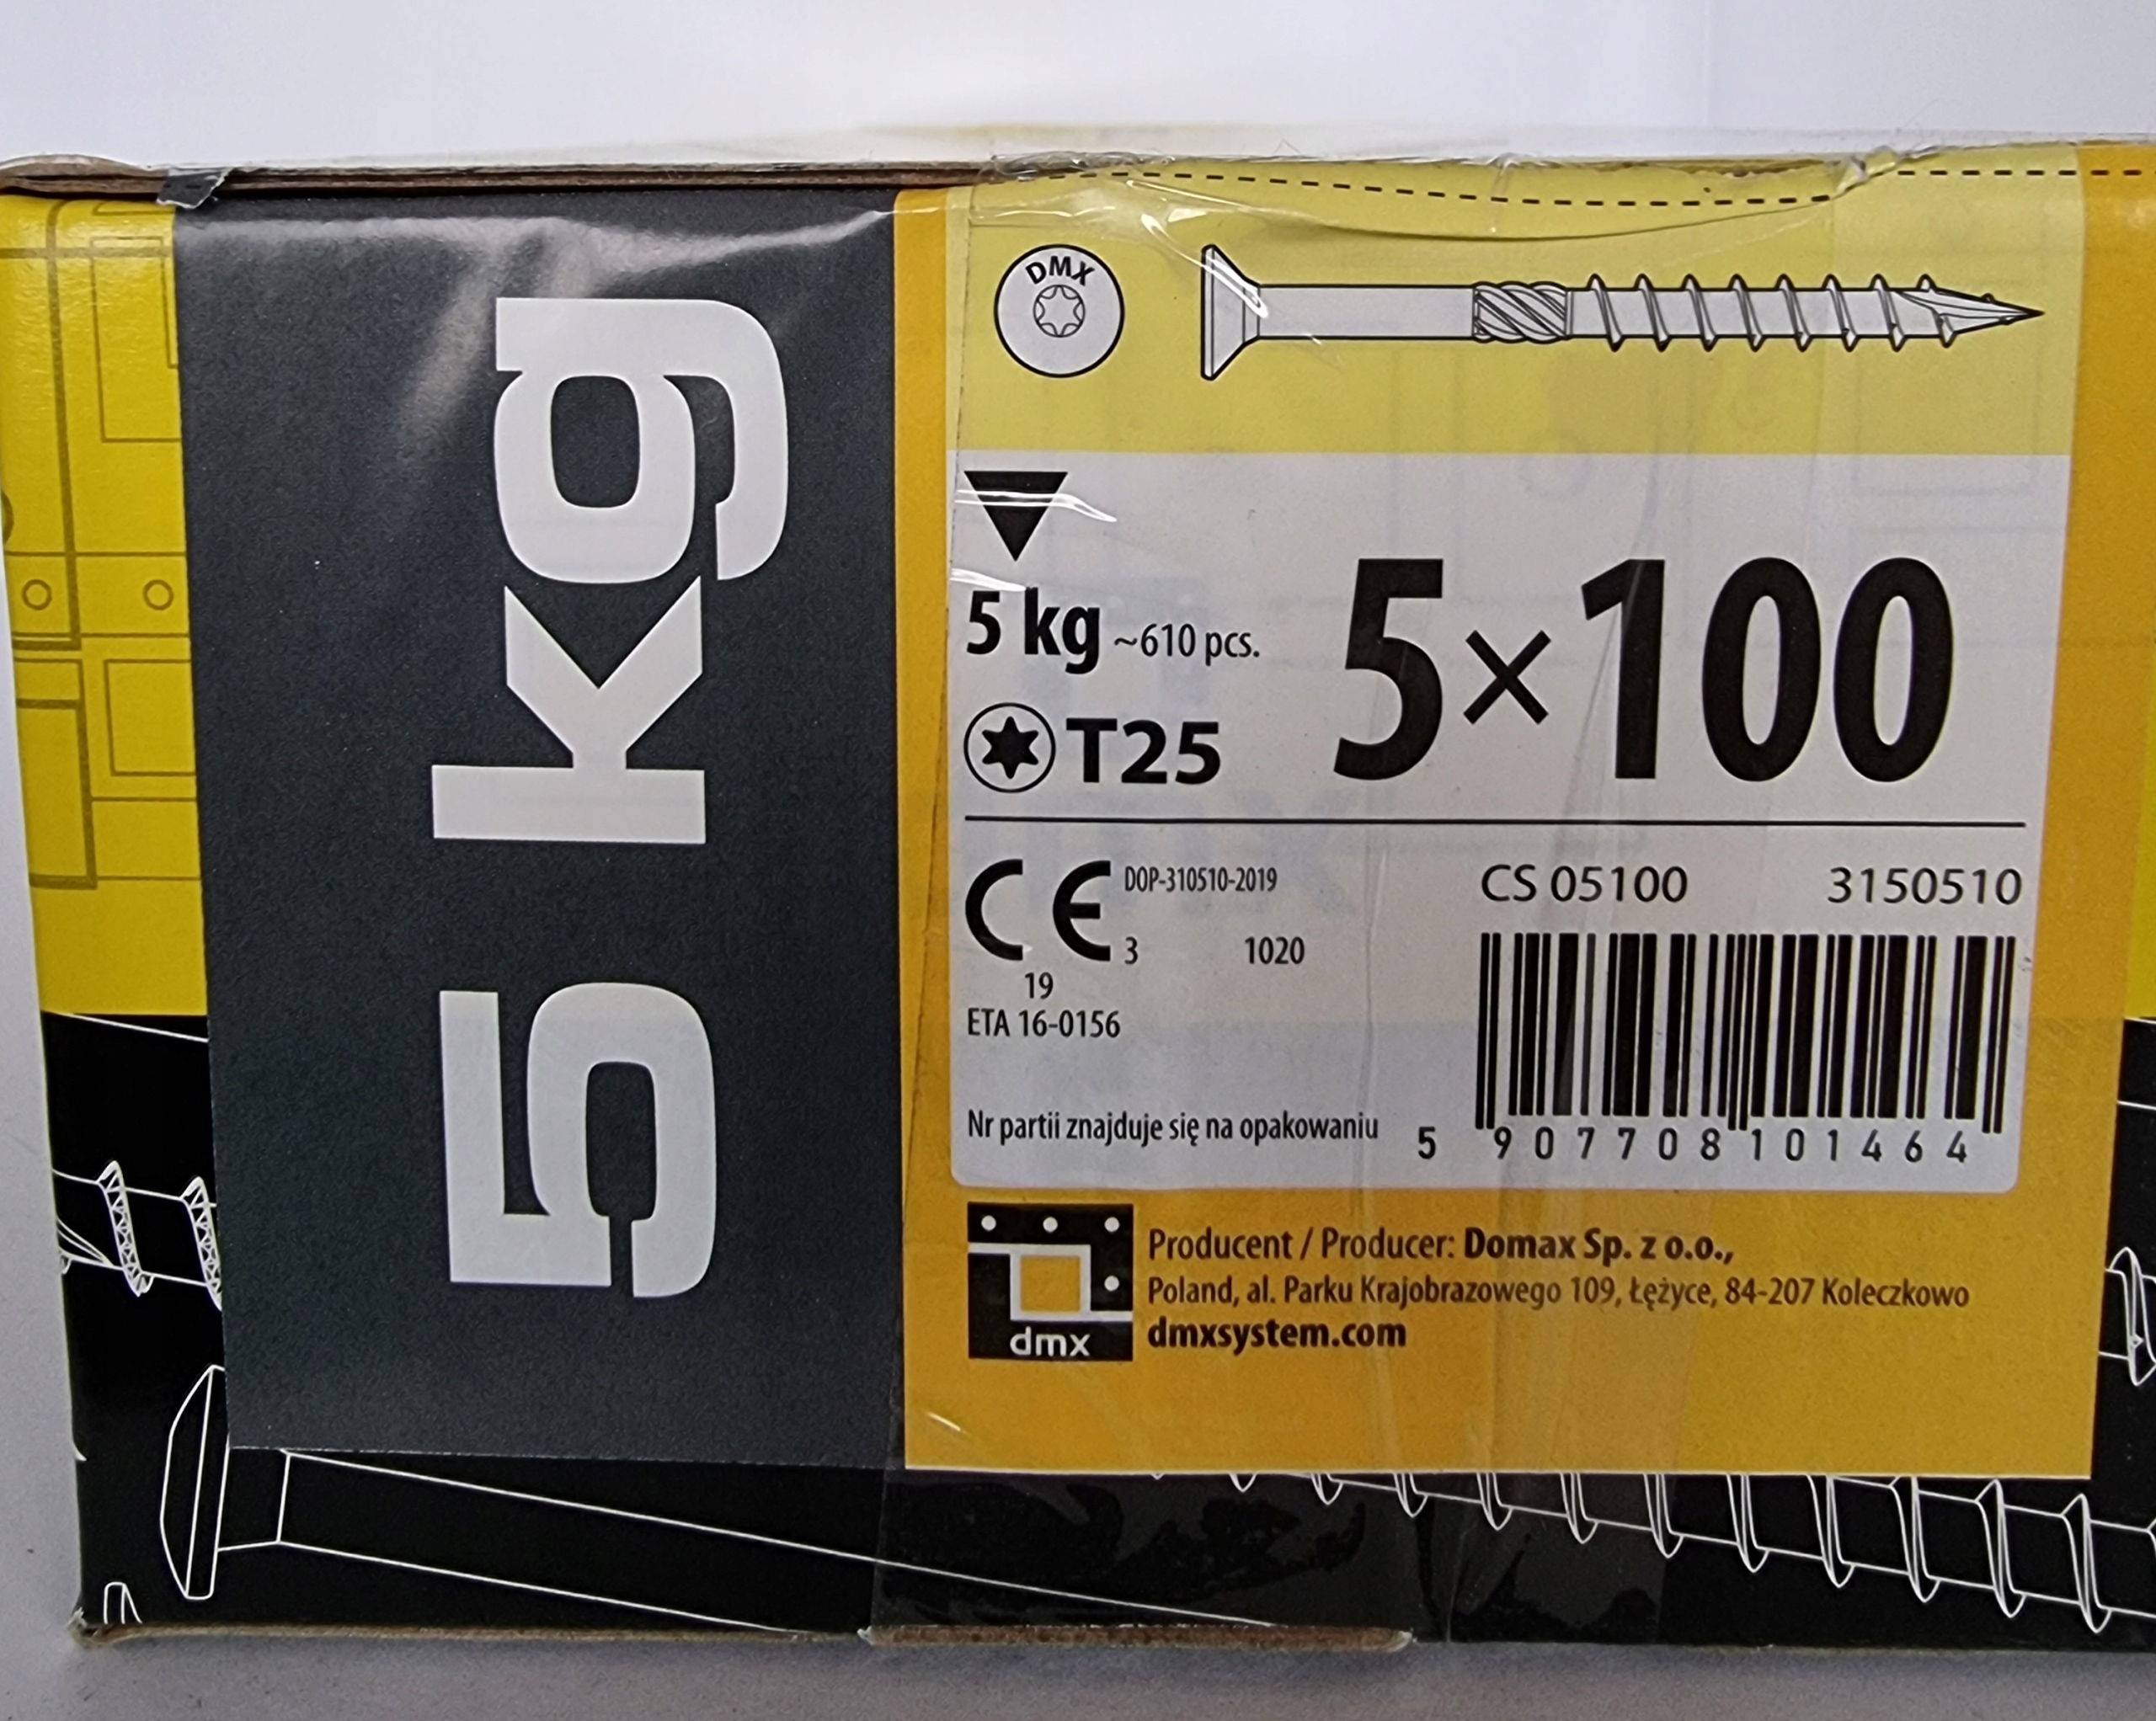 5 kg
DMX
5 kg ~610 pcs.
5×100
T25
CE DOP-310510-2019
3 1020
19
ETA 16-0156
CS 05100 3150510
Nr partii znajduje się na opakowaniu
5 907708 101464
dmx
Producent / Producer: Domax Sp. z o.o.,
Poland, al. Parku Krajobrazowego 109, Łężyce, 84-207 Koleczkowo
dmxsystem.com